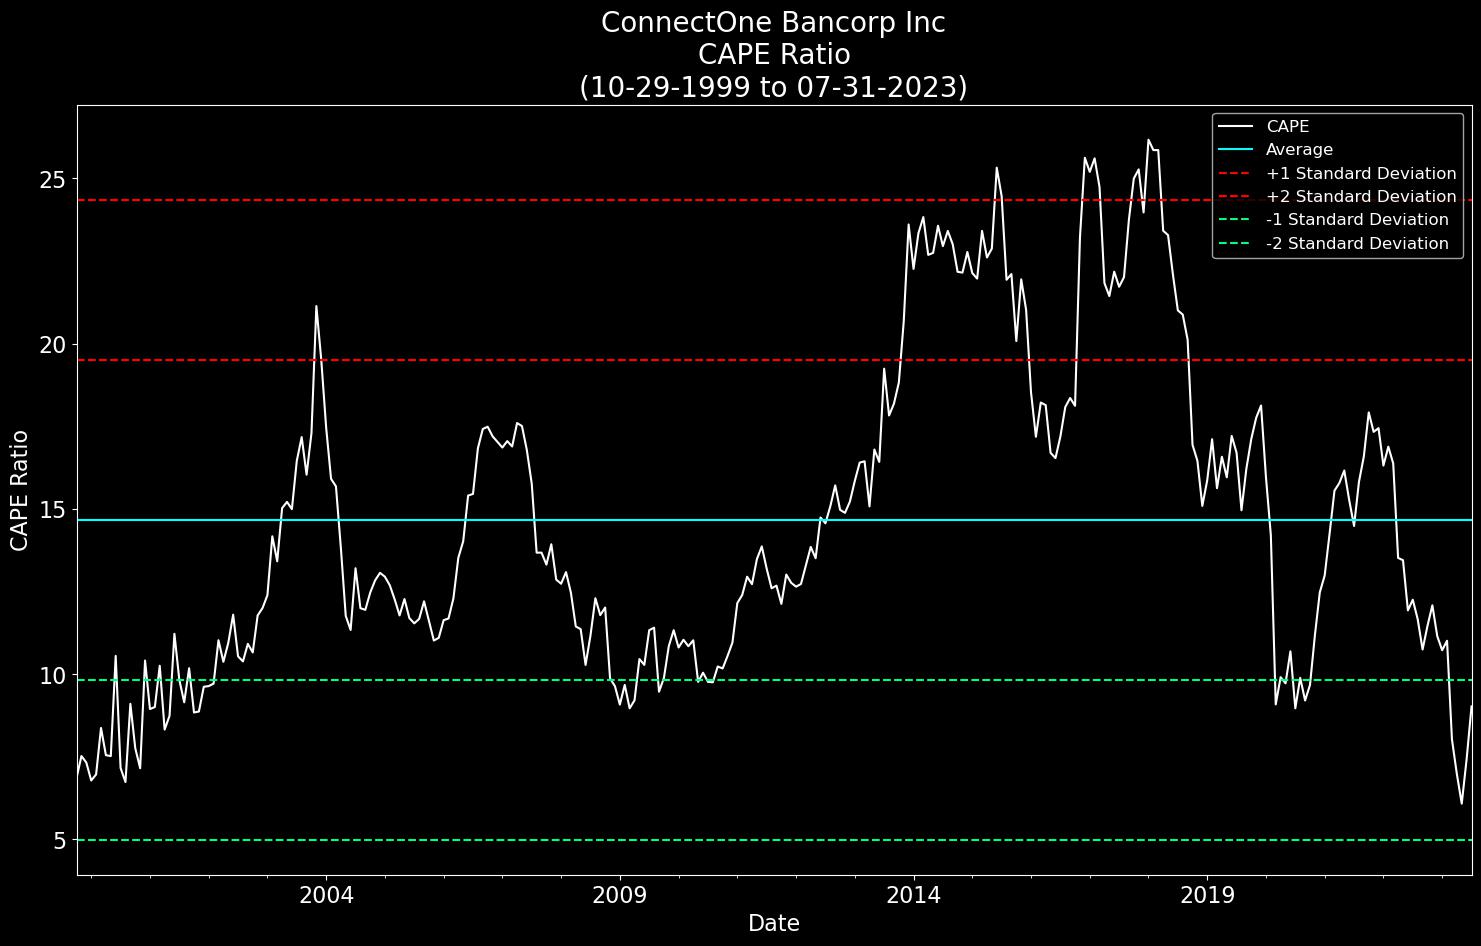 ConnectOne Bancorp Inc
CAPE Ratio
(10-29-1999 to 07-31-2023)
CAPE
Average
+1 Standard Deviation
+2 Standard Deviation
-1 Standard Deviation
-2 Standard Deviation
25
20
15
10
5
CAPE Ratio
2004
2009
2014
2019
Date